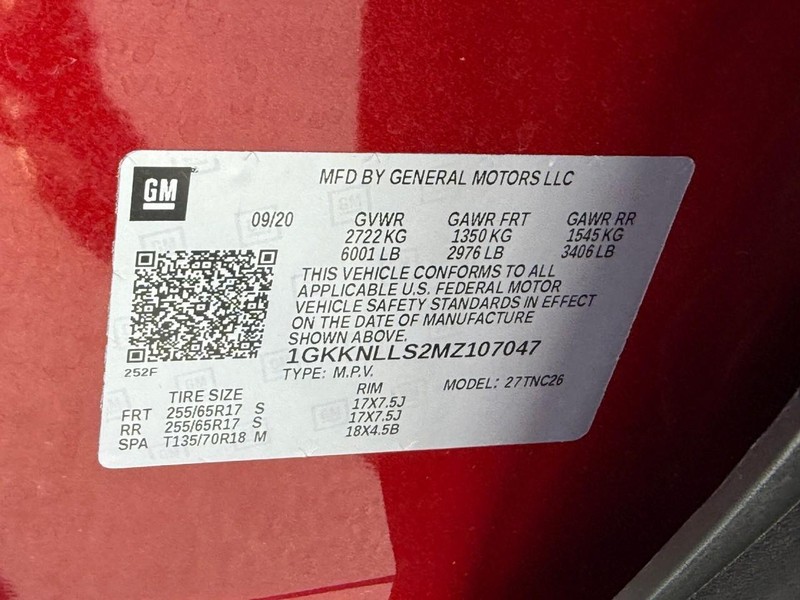 GM
MFD BY GENERAL MOTORS LLC
09/20 GVWR GAWR FRT GAWR RR
2722 KG 1350 KG 1545 KG
6001 LB 2976 LB 3406 LB
THIS VEHICLE CONFORMS TO ALL
APPLICABLE U.S. FEDERAL MOTOR
VEHICLE SAFETY STANDARDS IN EFFECT
ON THE DATE OF MANUFACTURE
SHOWN ABOVE.
1GKKNLLS2MZ107047
252F
TYPE: M.P.V. MODEL: 27TNC26
TIRE SIZE RIM
FRT 255/65R17 S 17X7.5J
RR 255/65R17 S 17X7.5J
SPA T135/70R18 M 18X4.5B